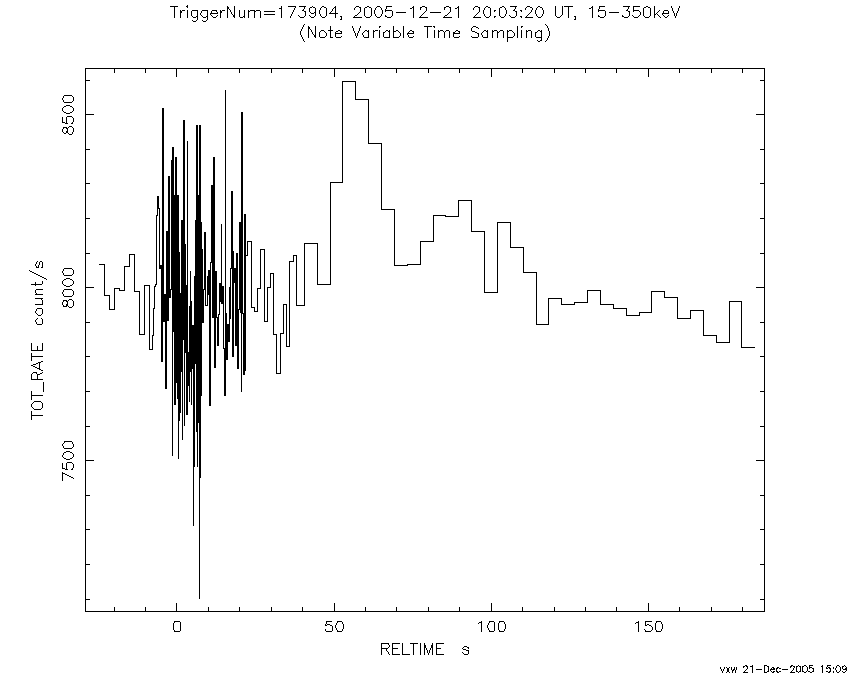 TriggerNum=173904, 2005-12-21 20:03:20 UT, 15-350keV
(Note Variable Time Sampling)
8500
8000
7500
TOT_RATE count/s
0 50 100 150
RELTIME s
vxw 21-Dec-2005 15:09